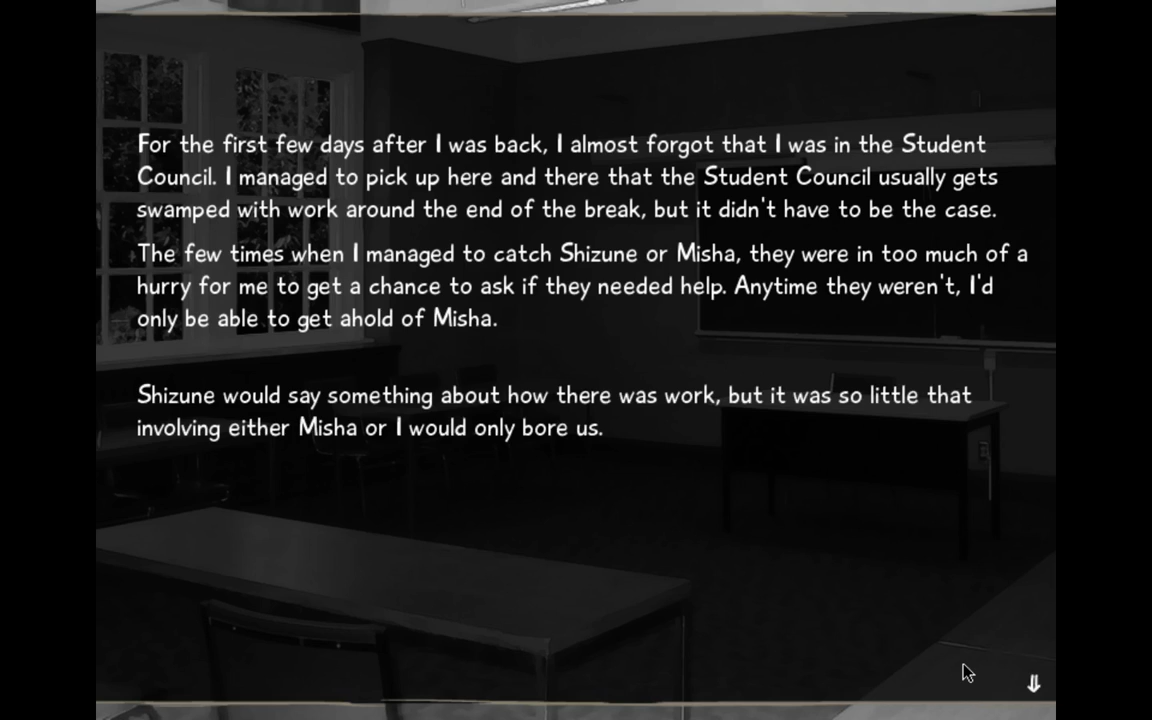 For the first few days after I was back, I almost forgot that I was in the Student
Council. I managed to pick up here and there that the Student Council usually gets
swamped with work around the end of the break, but it didn't have to be the case.
The few times when I managed to catch Shizune or Misha, they were in too much of a
hurry for me to get a chance to ask if they needed help. Anytime they weren't, I'd
only be able to get ahold of Misha.
Shizune would say something about how there was work, but it was so little that
involving either Misha or I would only bore us.